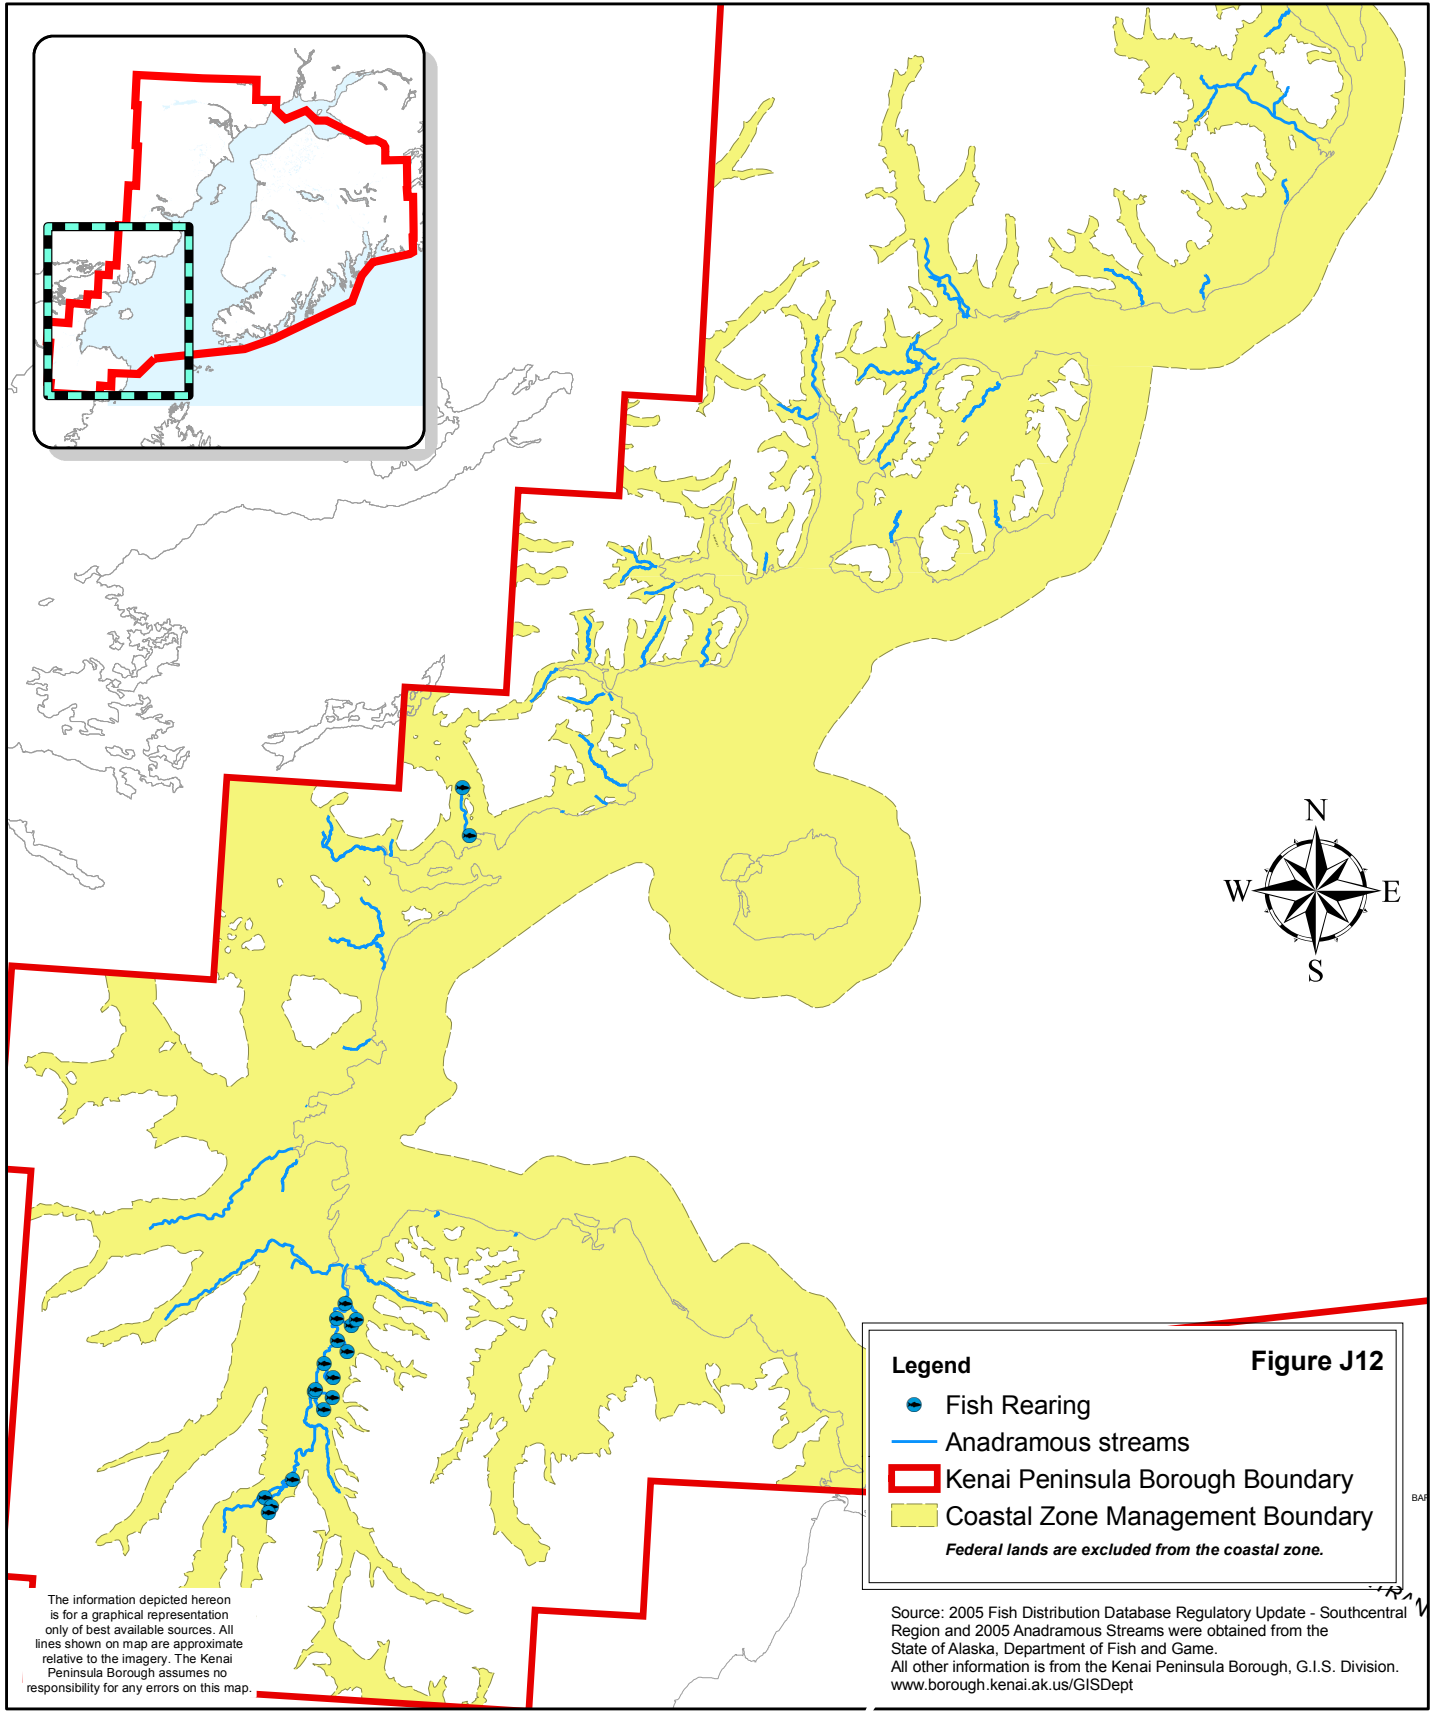 N
W E
S
Legend
Figure J12
Fish Rearing
Anadramous streams
Kenai Peninsula Borough Boundary
Coastal Zone Management Boundary
Federal lands are excluded from the coastal zone.
The information depicted hereon
is for a graphical representation
only of best available sources. All
lines shown on map are approximate
relative to the imagery. The Kenai
Peninsula Borough assumes no
responsibility for any errors on this map.
Source: 2005 Fish Distribution Database Regulatory Update - Southcentral
Region and 2005 Anadramous Streams were obtained from the
State of Alaska, Department of Fish and Game.
All other information is from the Kenai Peninsula Borough, G.I.S. Division.
www.borough.kenai.ak.us/GISDept